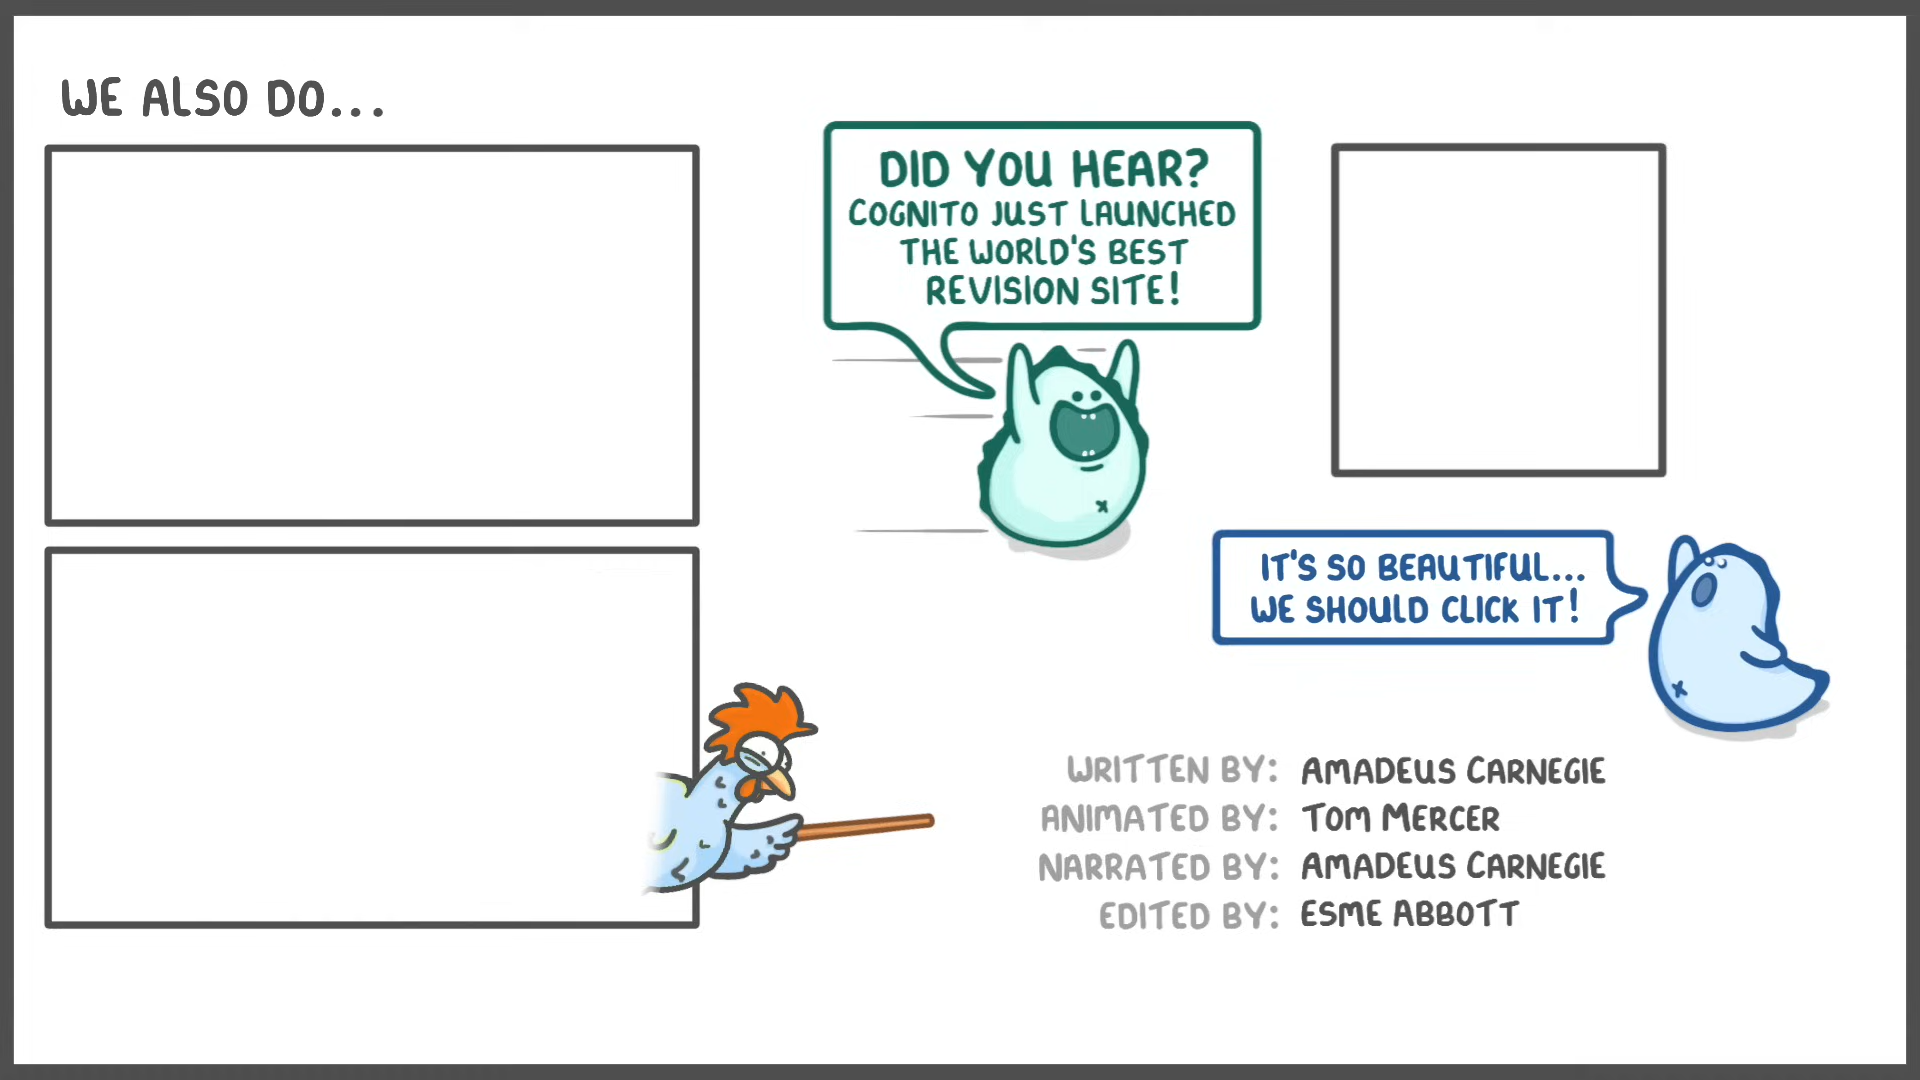 WE ALSO DO...
DID YOU HEAR?
COGNITO JUST LAUNCHED
THE WORLD'S BEST
REVISION SITE!
IT'S SO BEAUTIFUL...
WE SHOULD CLICK IT!
WRITTEN BY: AMADEUS CARNEGIE
ANIMATED BY: TOM MERCER
NARRATED BY: AMADEUS CARNEGIE
EDITED BY: ESME ABBOTT